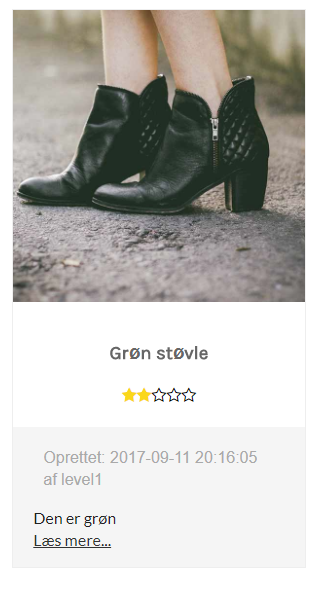 Grøn støvle
Oprettet: 2017-09-11 20:16:05
af level1
Den er grøn
Læs mere...